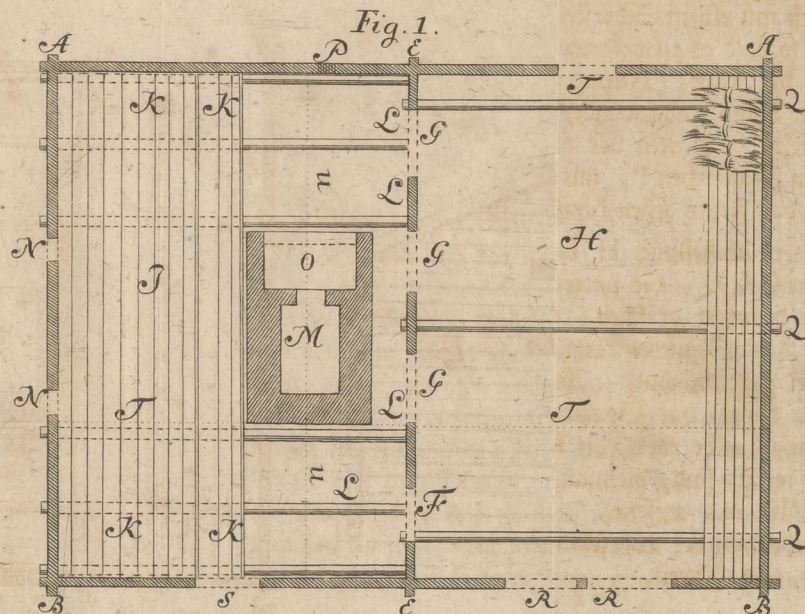 Fig. 1.
A P E A
K K L G T Q
n L
N J O G H
M Q
N T L G T
n L F
K K Q
B S E R R B